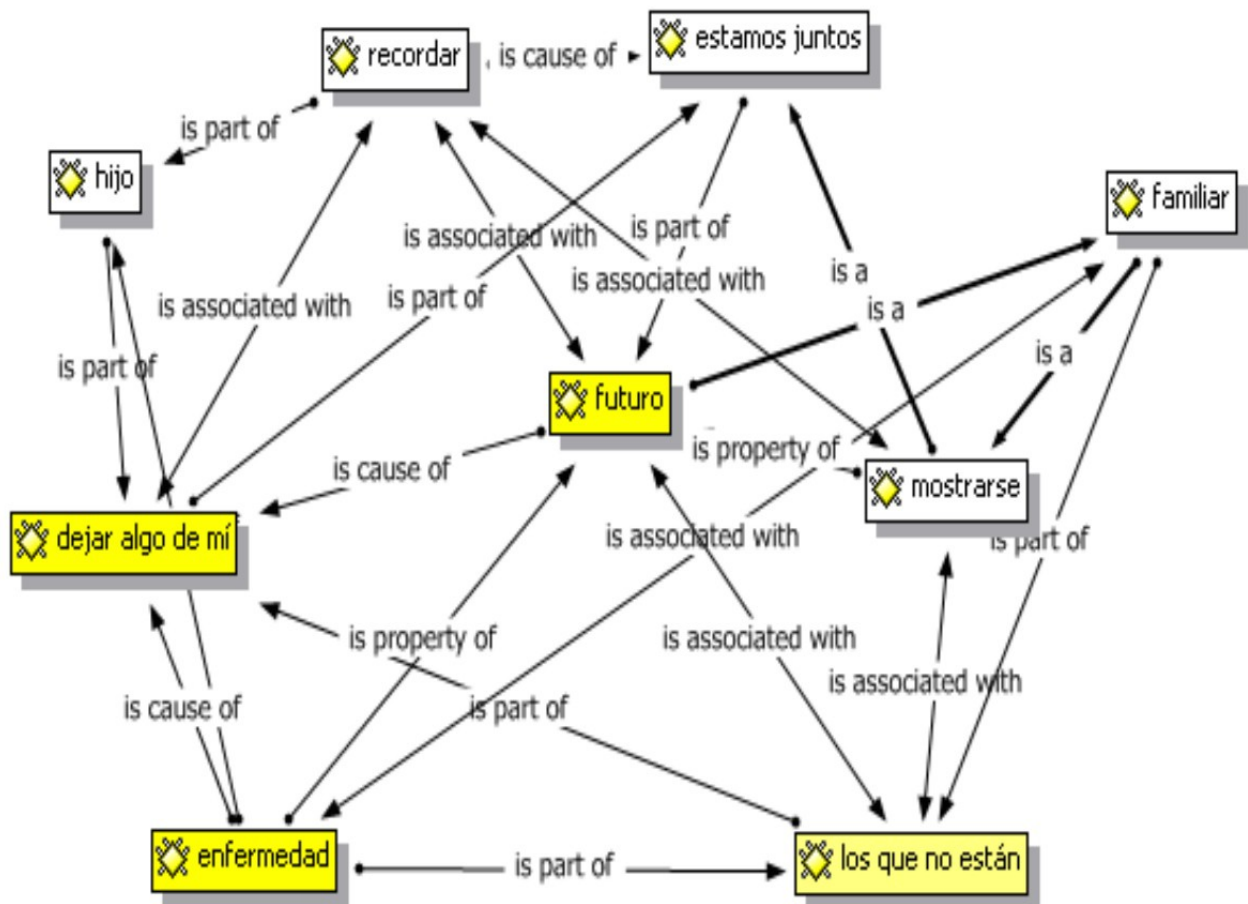 estamos juntos
recordar
is cause of
is part of
hijo
familiar
is associated with
is part of
is a
is associated with
is part of
is associated with
is a
is a
is part of
futuro
is property of
is cause of
mostrarse
dejar algo de mí
is associated with
is part of
is property of
is associated with
is associated with
is cause of
is part of
enfermedad
is part of
los que no están